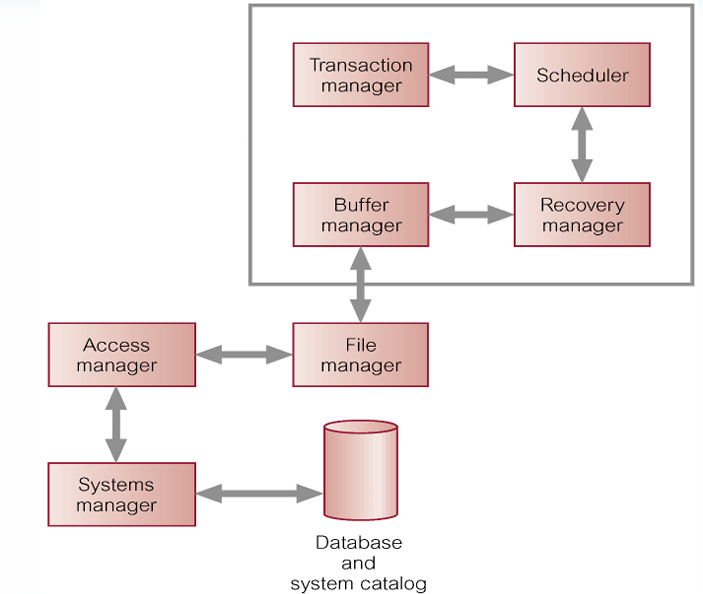 Transaction
manager
Scheduler
Buffer
manager
Recovery
manager
Access
manager
File
manager
Systems
manager
Database
and
system catalog